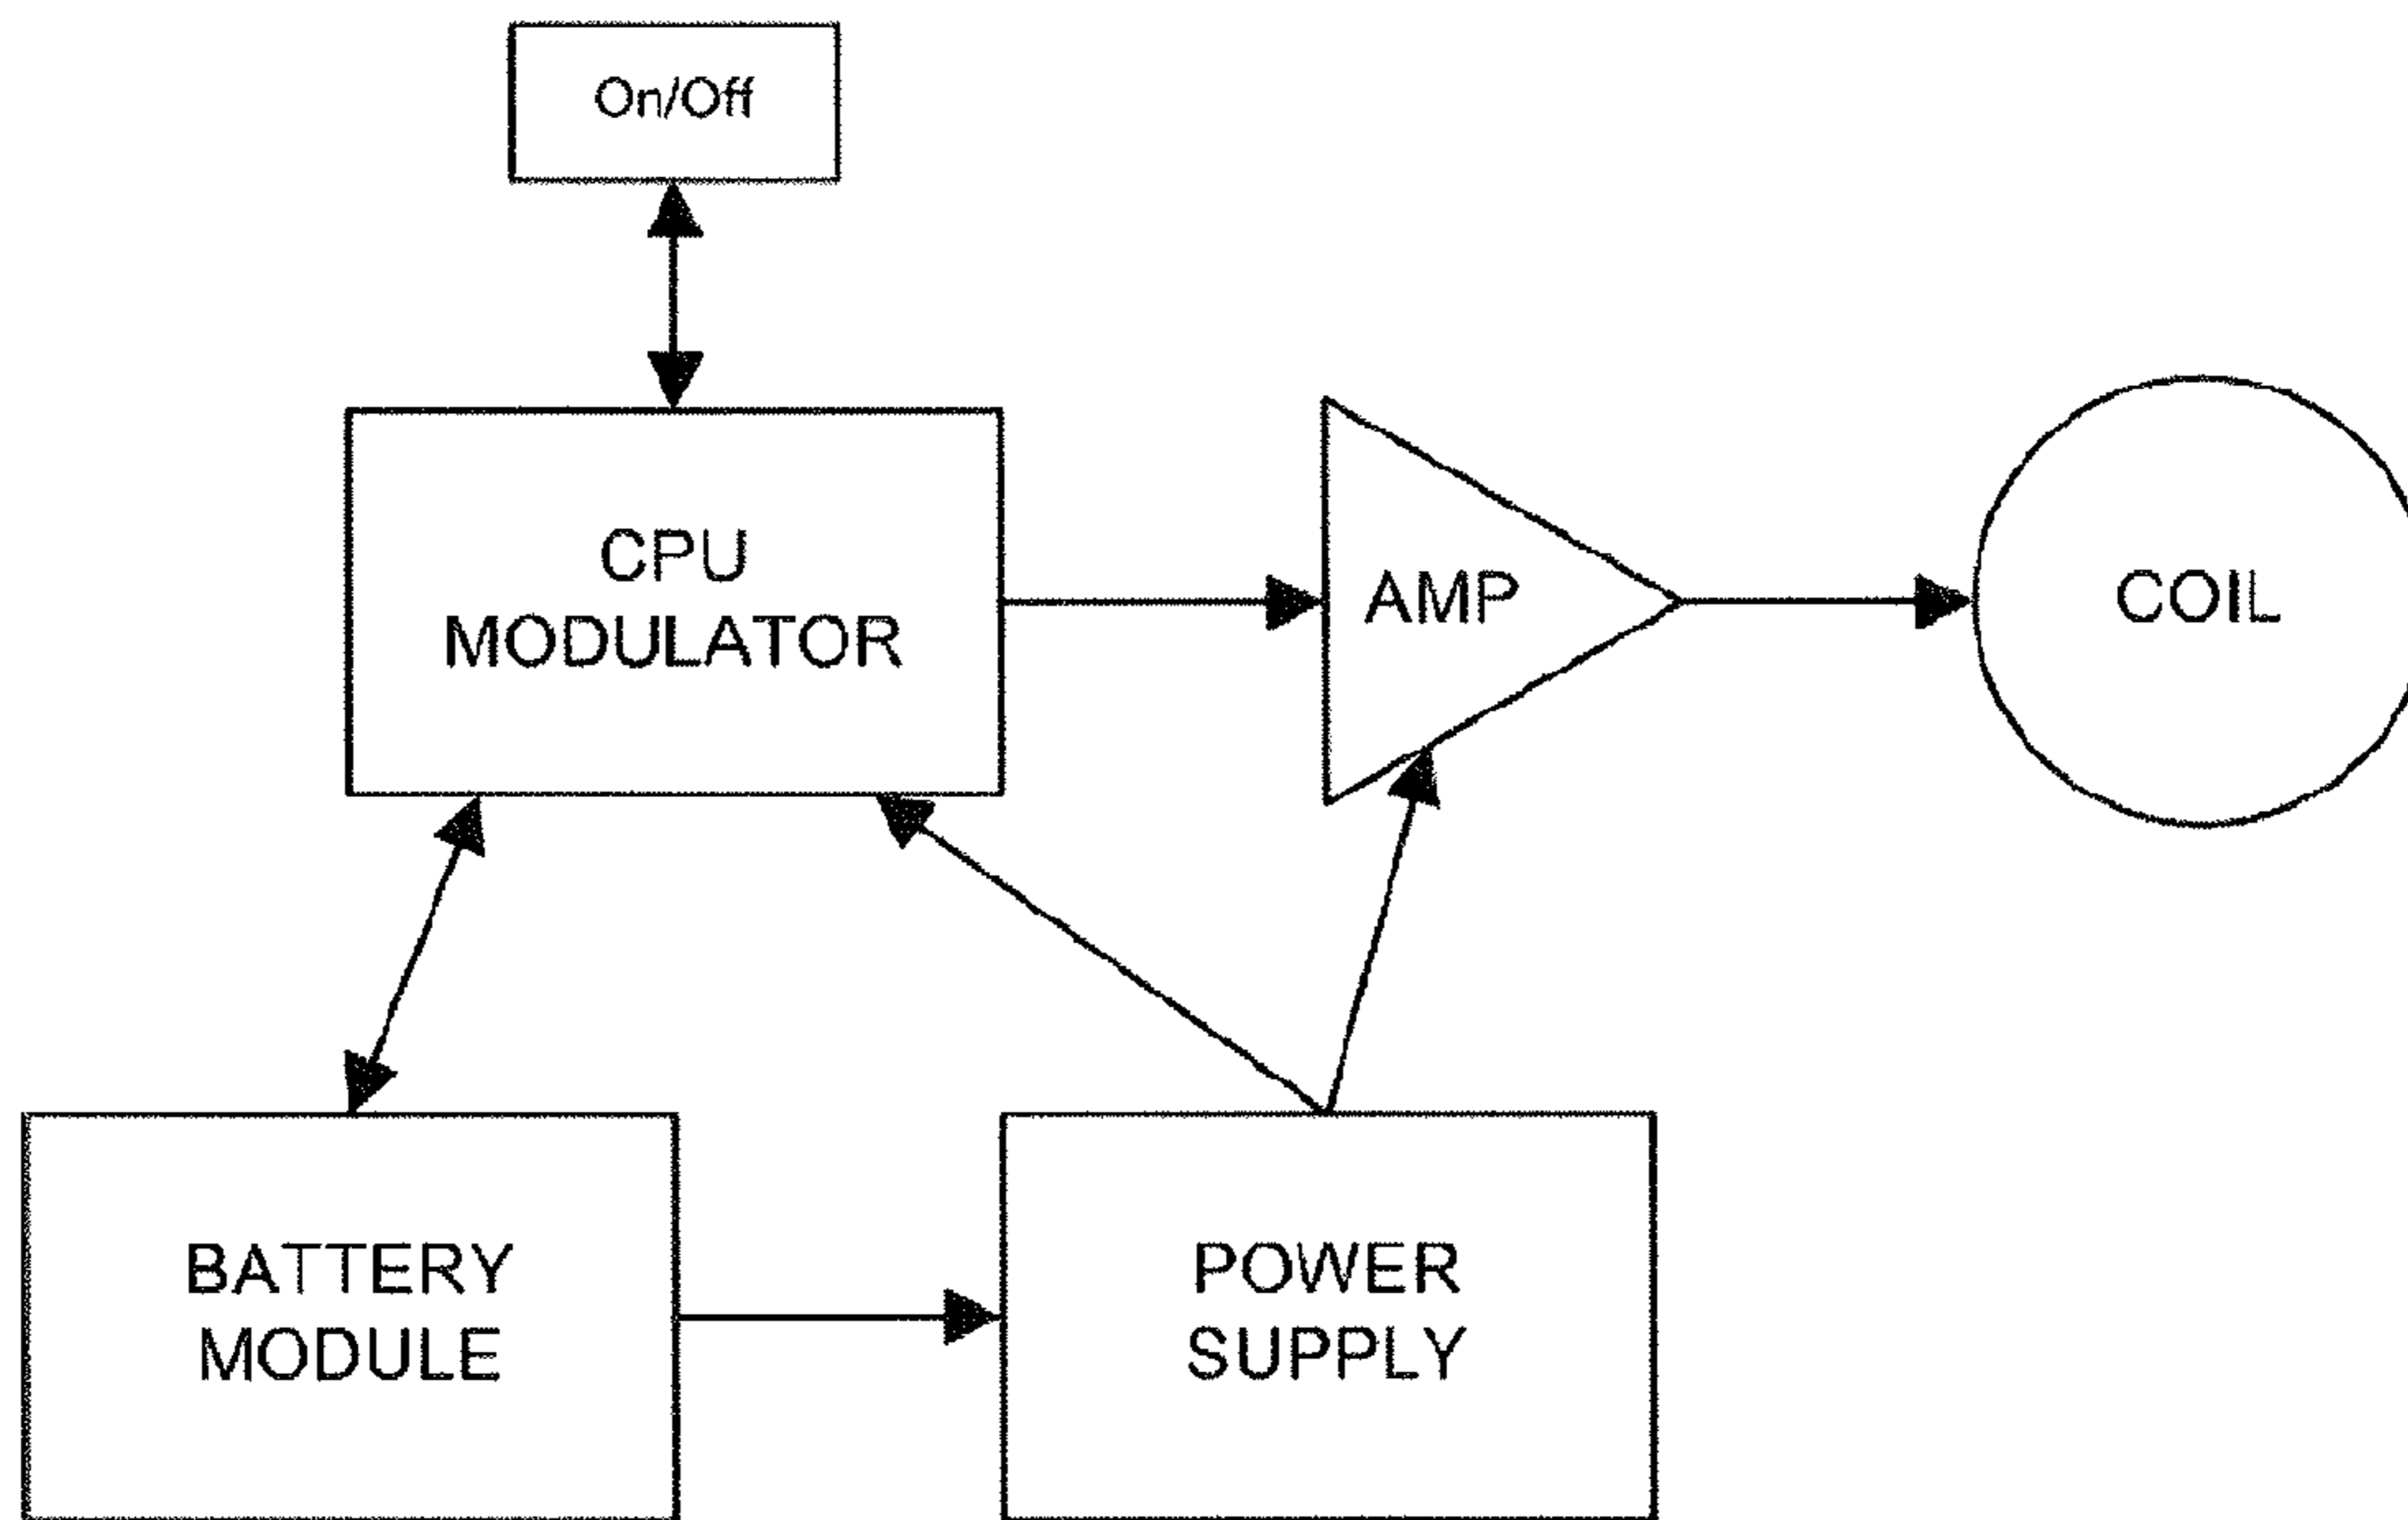 On/Off
CPU
MODULATOR
AMP
COIL
BATTERY
MODULE
POWER
SUPPLY